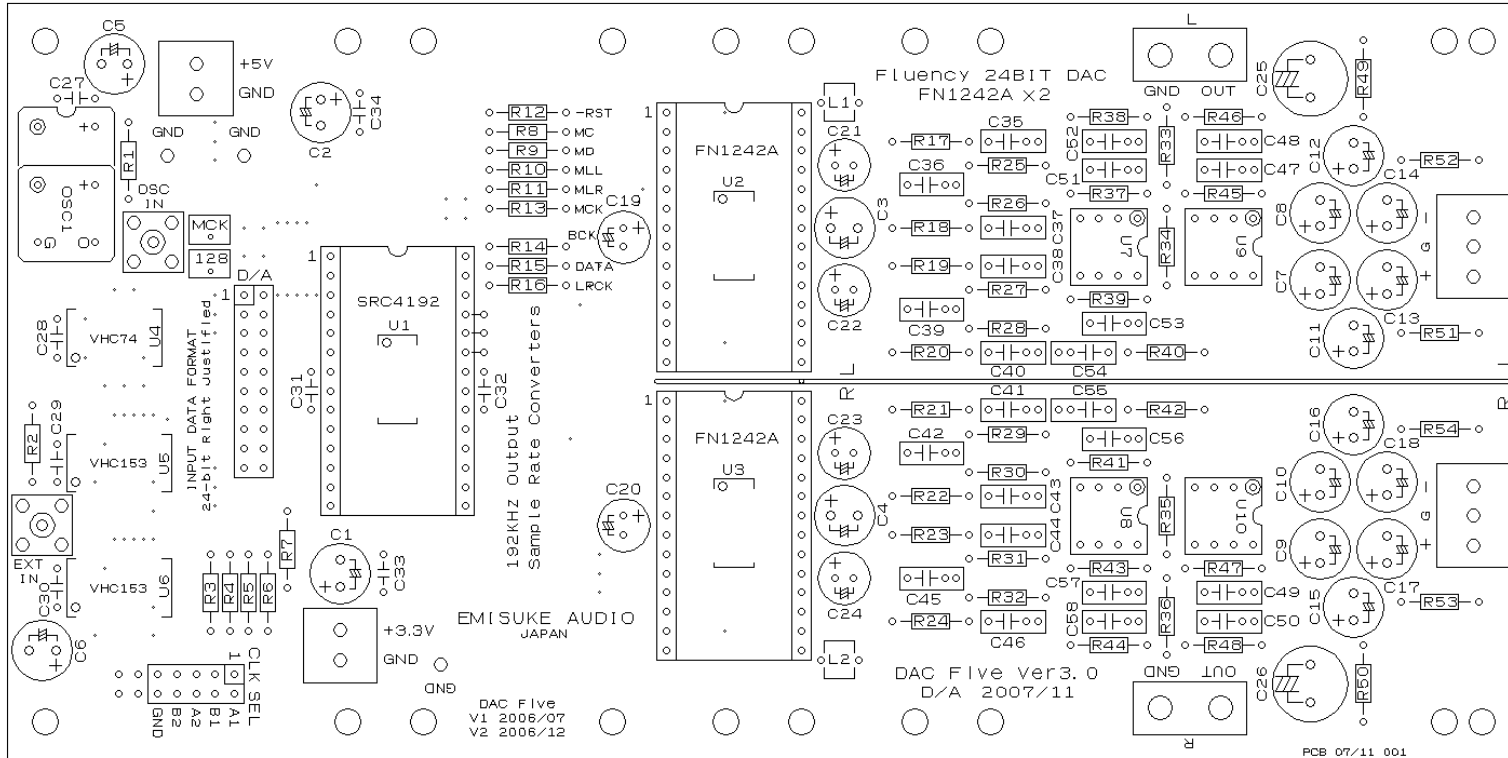 C5
+5V
GND
C27
GND
GND
C2
C34
R1
OSC1
G
O
OSC
IN
MCK
128
D/A
1
C28
VHC74
U4
INPUT DATA FORMAT
24-bit Right Justified
R2
C29
VHC153
U5
EXT
IN
C30
VHC153
U6
C6
R3
R4
R5
R6
R7
CLK SEL
1
GND
B2
A2
B1
A1
R12
-RST
R8
MC
R9
MD
R10
MLL
R11
MLR
R13
MCK
R14
BCK
R15
DATA
R16
LRCK
1
SRC4192
U1
C31
C32
192KHz Output
Sample Rate Converters
C1
C33
+3.3V
GND
GND
EMISUKE AUDIO
JAPAN
DAC FIve
V1 2006/07
V2 2006/12
C19
C20
1
FN1242A
U2
1
FN1242A
U3
L1
C21
C3
C22
R L
C23
C4
C24
L2
Fluency 24BIT DAC
FN1242A X2
R17
C35
C36
R25
R26
R18
C37
R19
C38
R27
C39
R28
R20
C40
C54
R40
C41
C55
R21
R42
R29
C42
C56
R30
R41
R22
C43
R23
C44
R31
C45
R32
R24
C46
DAC FIve Ver3.0
D/A 2007/11
L
GND
OUT
R38
C52
R33
R46
C48
C51
C47
R37
R45
U7
R34
U9
R39
C53
U8
R35
U10
R43
R47
C57
C49
C58
R36
C50
R44
R48
GND
OUT
R
C25
R49
C12
R52
C14
C8
C7
C13
C11
R51
-
G
+
L
R
C16
R54
C18
C10
C9
C17
C15
R53
-
G
+
C26
R50
PCB 07/11 001